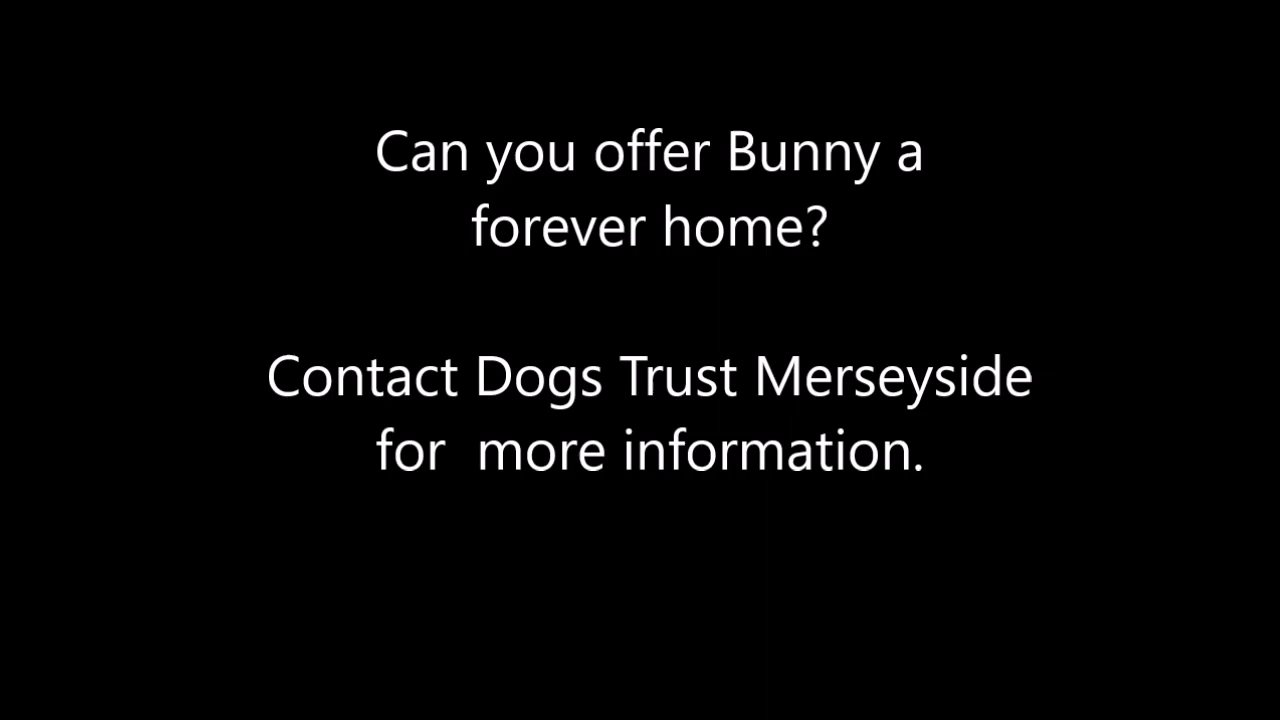 Can you offer Bunny a
forever home?
Contact Dogs Trust Merseyside
for  more information.